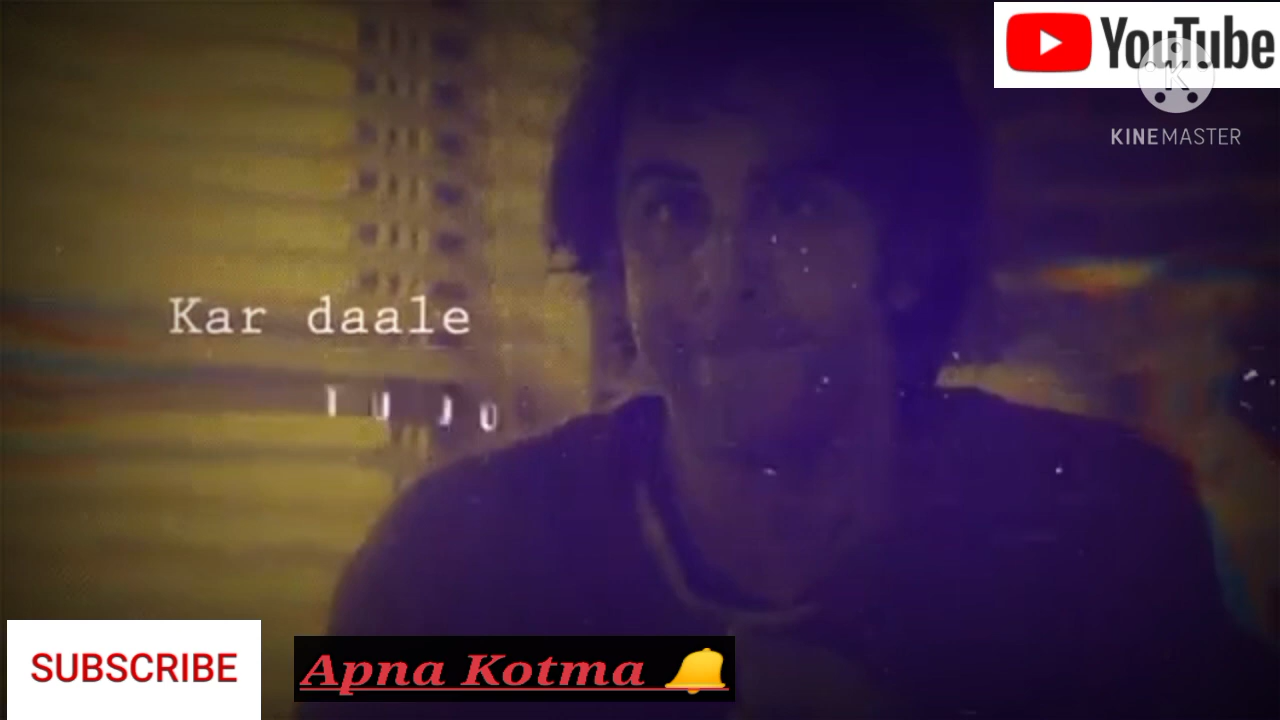 YouTube
K
KINEMASTER
Kar daale
SUBSCRIBE
Apna Kotma 🔔